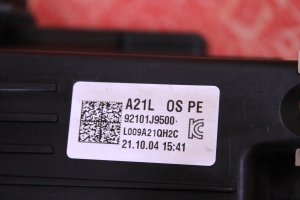 A21L OS PE
92101J9500
L009A21QH2C
21.10.04 15:41